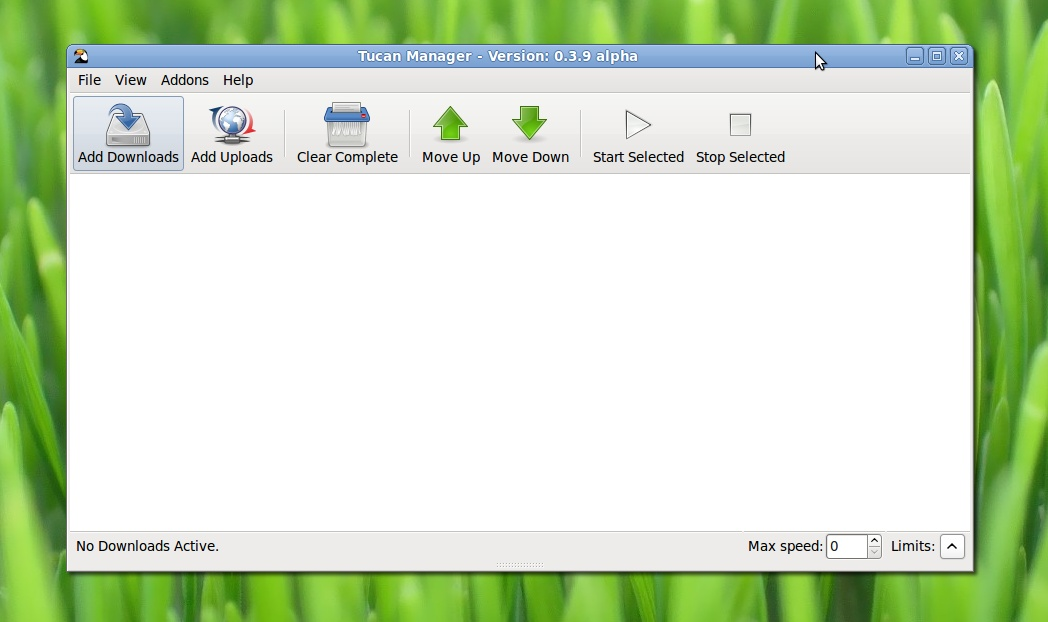 Tucan Manager - Version: 0.3.9 alpha
File View Addons Help
Add Downloads Add Uploads Clear Complete Move Up Move Down Start Selected Stop Selected
No Downloads Active. Max speed: 0 Limits: